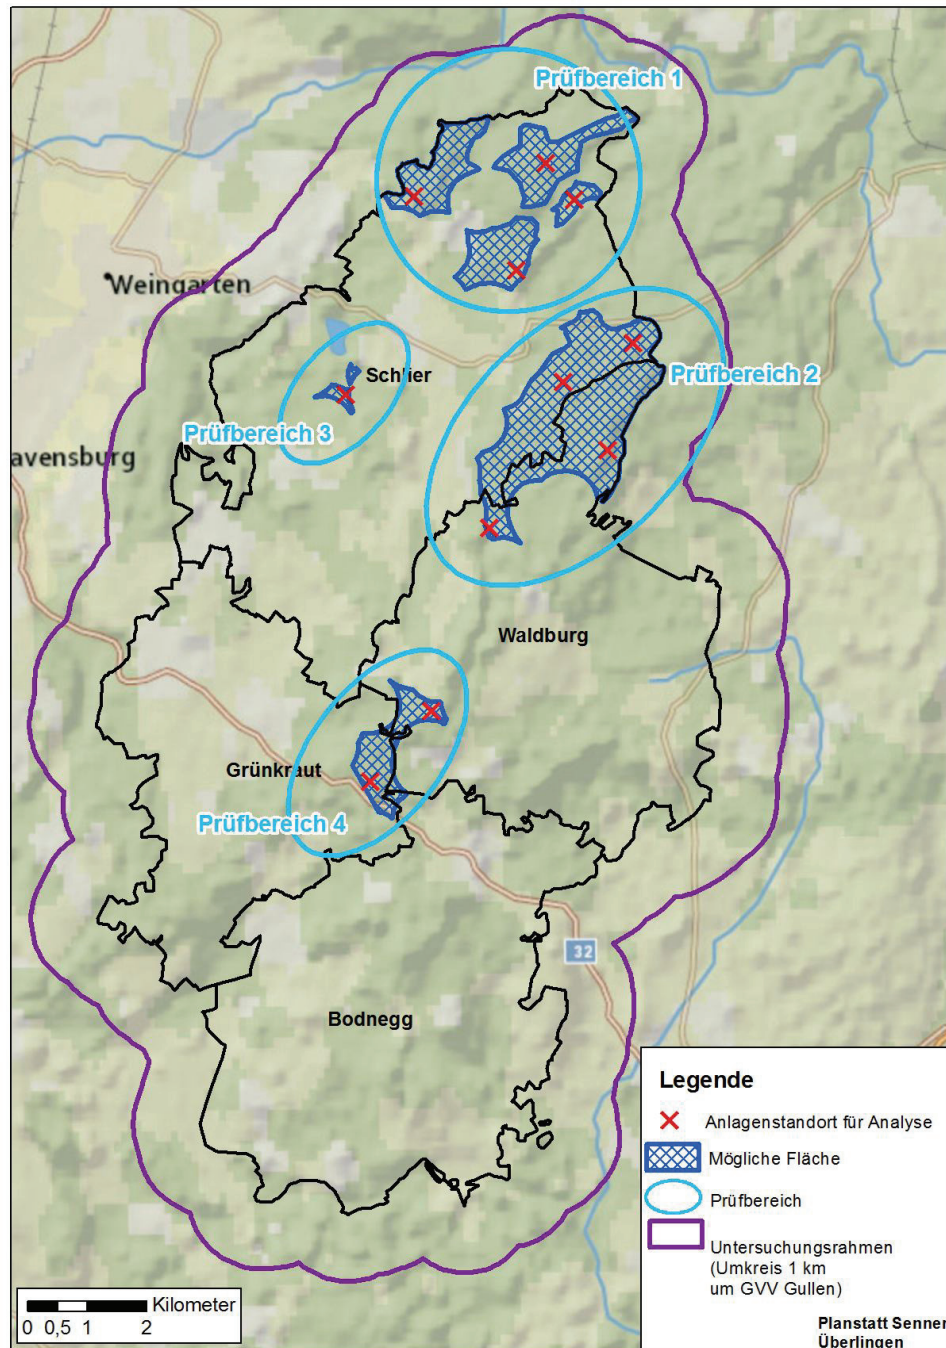 Prüfbereich 1
Weingarten
Schlier
Prüfbereich 2
Prüfbereich 3
avensburg
Waldburg
Grünkraut
Prüfbereich 4
32
Bodnegg
Legende
Anlagenstandort für Analyse
Mögliche Fläche
Prüfbereich
Untersuchungsrahmen
(Umkreis 1 km
um GVV Gullen)
Kilometer
0 0,5 1 2
Planstatt Senner
Überlingen